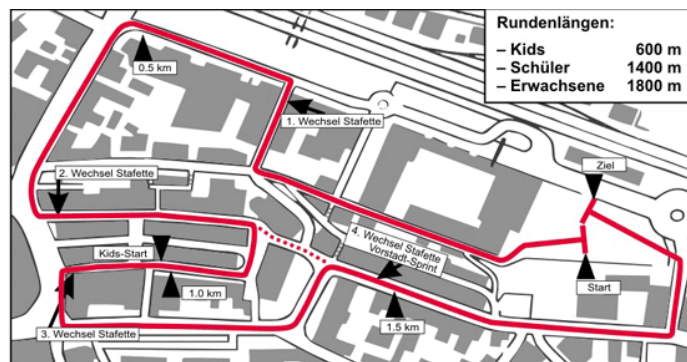 Rundenlängen:
– Kids 600 m
– Schüler 1400 m
– Erwachsene 1800 m
0.5 km
1. Wechsel Stafette
2. Wechsel Stafette
Ziel
4. Wechsel Stafette
Vorstadt-Sprint
Kids-Start
Start
1.0 km
1.5 km
3. Wechsel Stafette